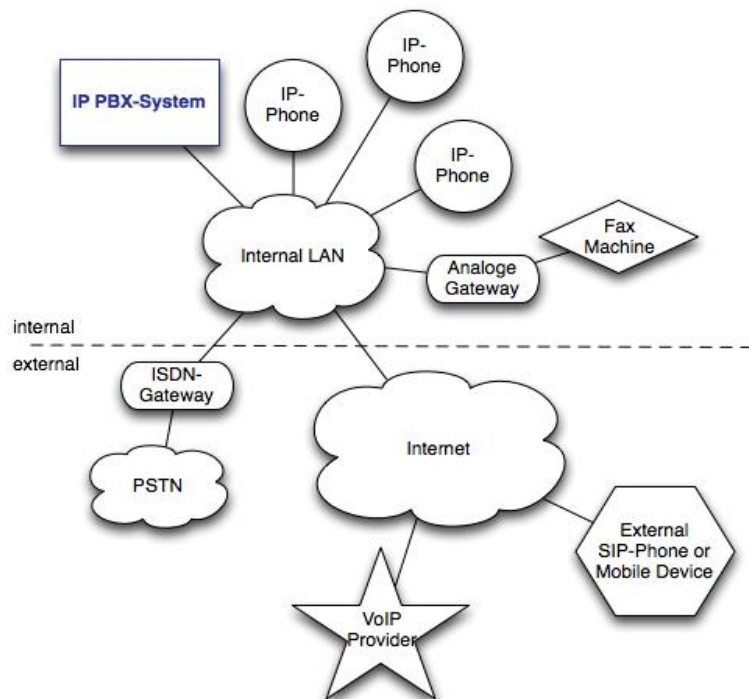 IP-
Phone
IP PBX-System
IP-
Phone
IP-
Phone
Fax
Machine
Internal LAN
Analoge
Gateway
internal
external
ISDN-
Gateway
Internet
PSTN
External
SIP-Phone or
Mobile Device
VoIP
Provider